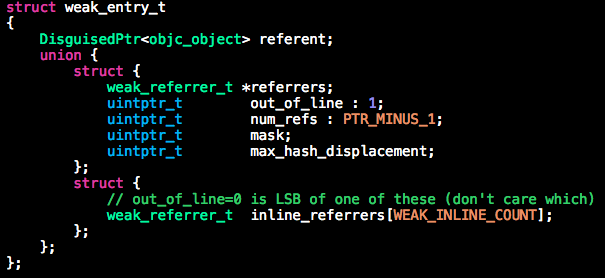 struct weak_entry_t
{
    DisguisedPtr<objc_object> referent;
    union {
        struct {
            weak_referrer_t *referrers;
            uintptr_t        out_of_line : 1;
            uintptr_t        num_refs : PTR_MINUS_1;
            uintptr_t        mask;
            uintptr_t        max_hash_displacement;
        };
        struct {
            // out_of_line=0 is LSB of one of these (don't care which)
            weak_referrer_t  inline_referrers[WEAK_INLINE_COUNT];
        };
    };
};